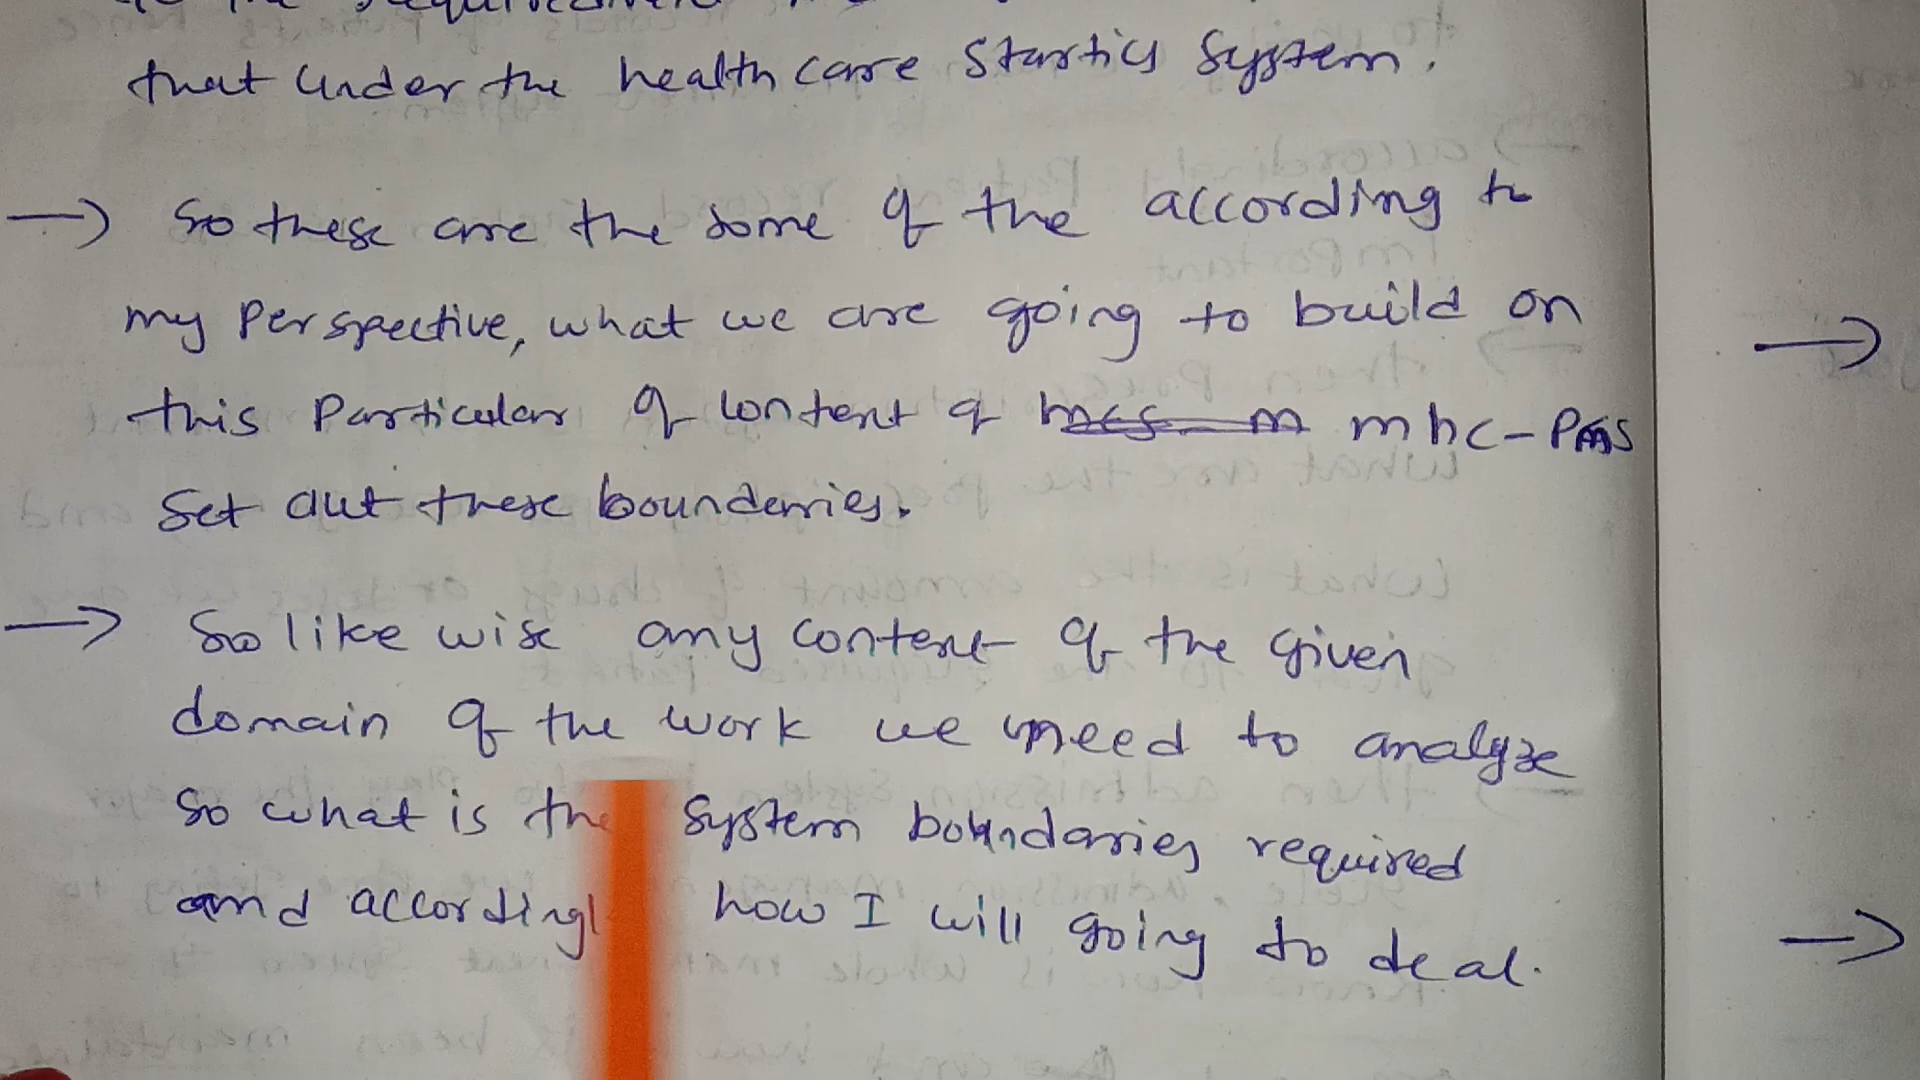 that under the health care Startics System.
→ So these are the some of the according to
my Perspective, what we are going to build on
this Particular of content of mhc-PMS
Set out these bounderries.
→ So like wise any content of the given
domain of the work we need to analyze
So what is the System boundaries required
and accordingl how I will going to deal.